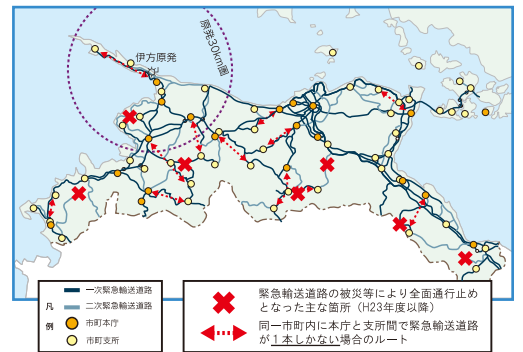 原発30km圏
伊方原発
凡
例
一次緊急輸送道路
二次緊急輸送道路
市町本庁
市町支所
緊急輸送道路の被災等により全面通行止め
となった主な箇所(H23年度以降)
同一市町内に本庁と支所間で緊急輸送道路
が1本しかない場合のルート